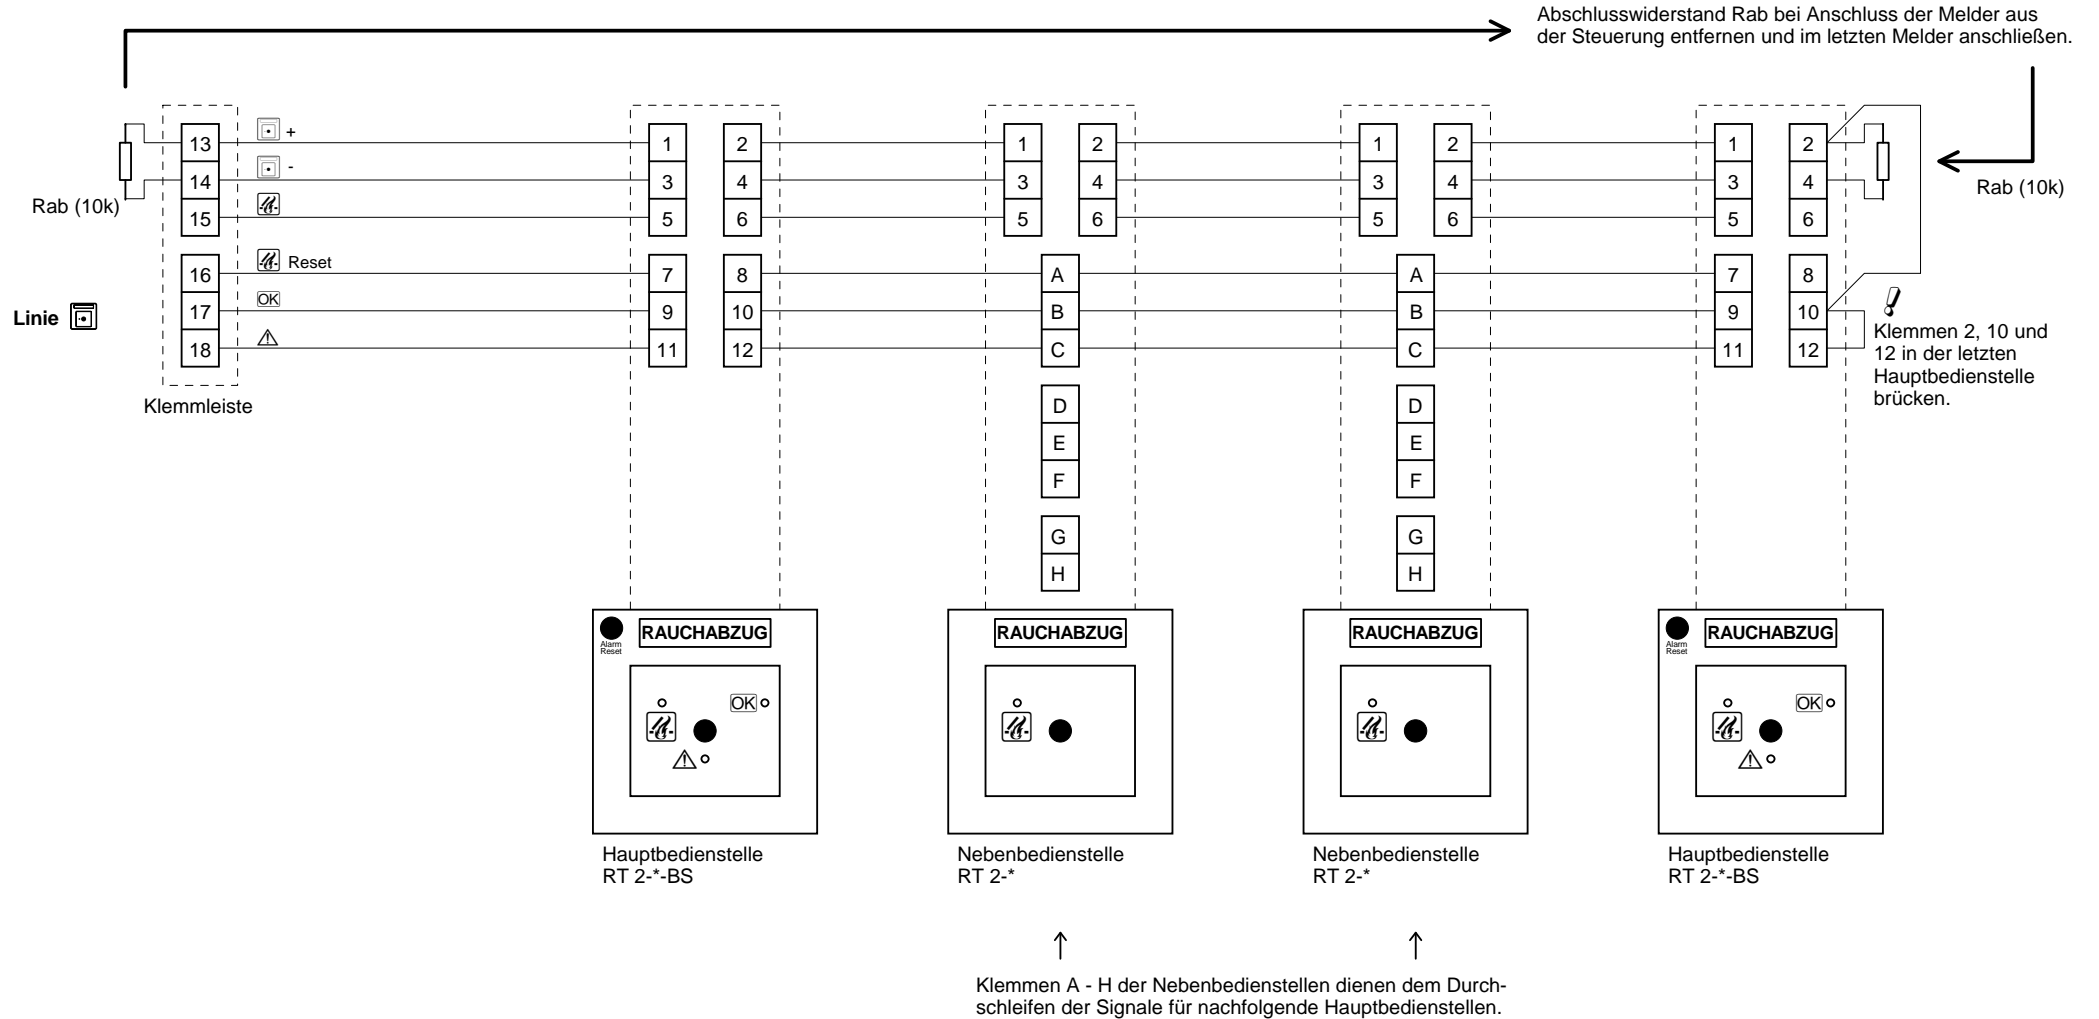 Abschlusswiderstand Rab bei Anschluss der Melder aus
der Steuerung entfernen und im letzten Melder anschließen.
13 + 1 2 1 2 1 2 1 2
14 - 3 4 3 4 3 4 3 4
Rab (10k) Rab (10k)
15 5 6 5 6 5 6 5 6
Reset
16 7 8 A A 7 8
Linie 17 OK 9 10 B B 9 10
18 11 12 C C 11 12
Klemmen 2, 10 und
12 in der letzten
Hauptbedienstelle
brücken.
Klemmleiste
D D
E E
F F
G G
H H
Alarm
Reset
RAUCHABZUG
OK
Hauptbedienstelle
RT 2-*-BS
RAUCHABZUG
Nebenbedienstelle
RT 2-*
RAUCHABZUG
Nebenbedienstelle
RT 2-*
Alarm
Reset
RAUCHABZUG
OK
Hauptbedienstelle
RT 2-*-BS
Klemmen A - H der Nebenbedienstellen dienen dem Durch-
schleifen der Signale für nachfolgende Hauptbedienstellen.